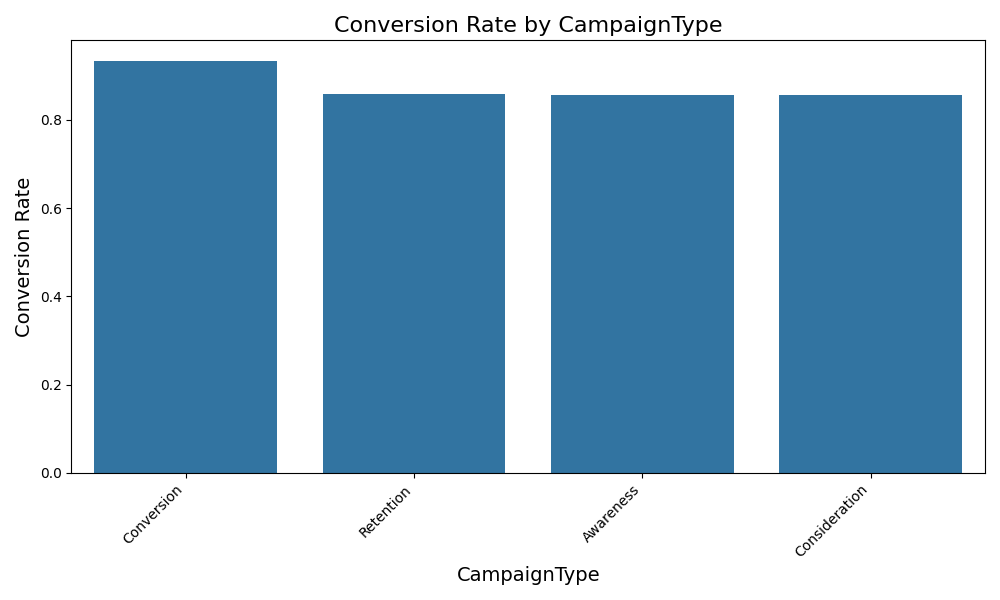 Conversion Rate by CampaignType
Conversion Rate
0.8
0.6
0.4
0.2
0.0
Conversion
Retention
Awareness
Consideration
CampaignType